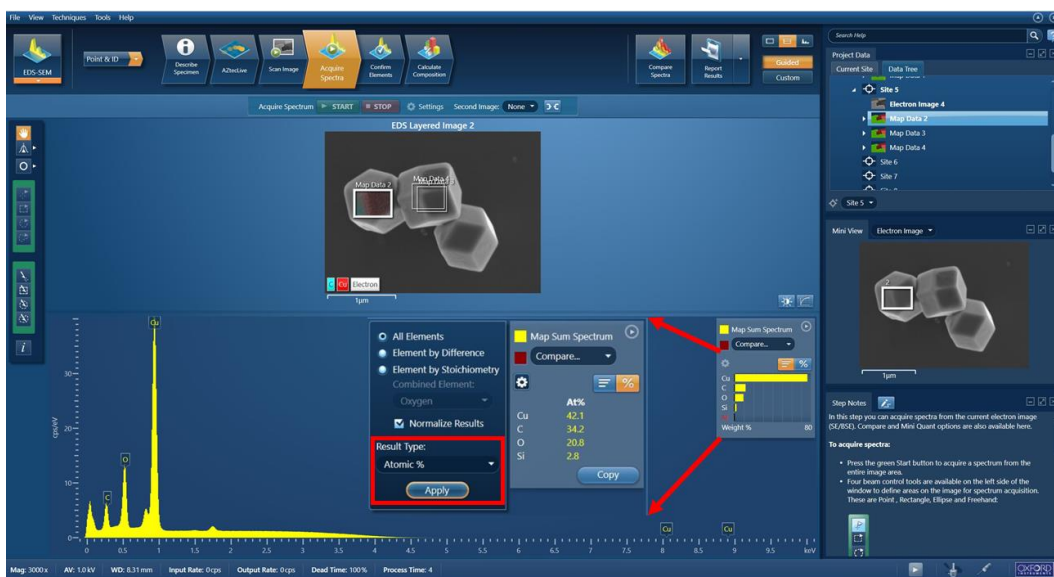 File View Techniques Tools Help
EDS-SEM
Point & ID
Describe
Specimen
AZtecLive
Scan Image
Acquire
Spectra
Confirm
Elements
Calculate
Composition
Compare
Spectra
Report
Results
Guided
Custom
Acquire Spectrum START STOP Settings Second Image: None
EDS Layered Image 2
Map Data 2
C Cu Electron
1μm
cps/eV
30
20
10
0
Cu
O
C
Cu
Cu
0 0.5 1 1.5 2 2.5 3 3.5 4 4.5 5 5.5 6 6.5 7 7.5 8 8.5 9 9.5 keV
All Elements
Element by Difference
Element by Stoichiometry
Combined Element:
Oxygen
Normalize Results
Result Type:
Atomic %
Apply
Map Sum Spectrum
Compare...
%
At%
Cu 42.1
C 34.2
O 20.8
Si 2.8
Copy
Map Sum Spectrum
Compare...
%
Cu
C
O
Si
Weight % 80
Search Help
Project Data
Current Site Data Tree
Site 5
Electron Image 4
Map Data 2
Map Data 3
Map Data 4
Site 6
Site 7
Site 5
Mini View Electron Image
2
1μm
Step Notes
In this step you can acquire spectra from the current electron image
(SE/BSE). Compare and Mini Quant options are also available here.
To acquire spectra:
• Press the green Start button to acquire a spectrum from the
entire image area.
• Four beam control tools are available on the left side of the
window to define areas on the image for spectrum acquisition.
These are Point , Rectangle, Ellipse and Freehand:
Mag: 3000 x AV: 1.0 kV WD: 8.31 mm Input Rate: 0 cps Output Rate: 0 cps Dead Time: 100% Process Time: 4
OXFORD
INSTRUMENTS